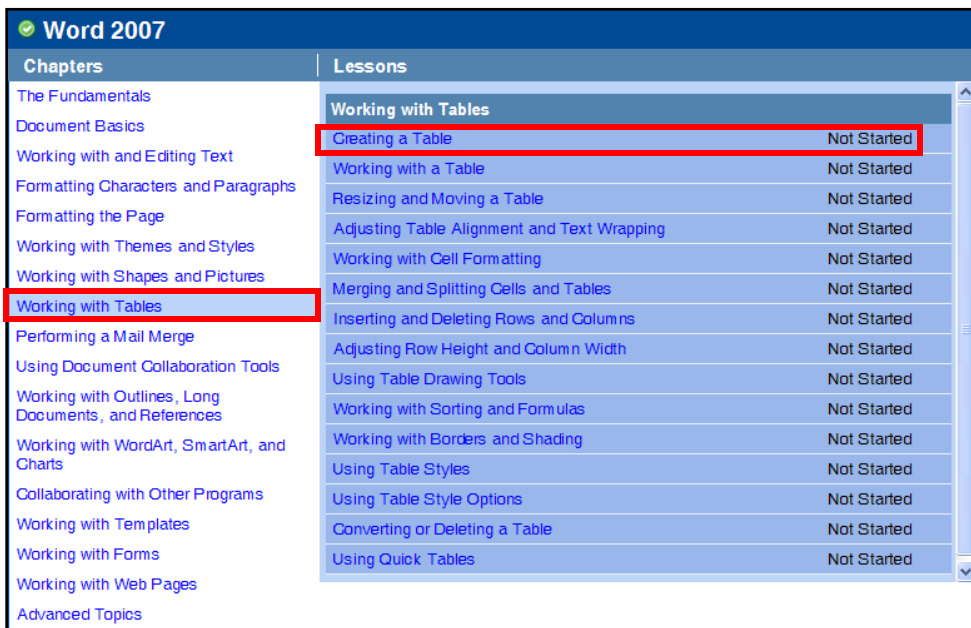 Word 2007
Chapters
Lessons
The Fundamentals
Document Basics
Working with and Editing Text
Formatting Characters and Paragraphs
Formatting the Page
Working with Themes and Styles
Working with Shapes and Pictures
Working with Tables
Performing a Mail Merge
Using Document Collaboration Tools
Working with Outlines, Long
Documents, and References
Working with WordArt, SmartArt, and
Charts
Collaborating with Other Programs
Working with Templates
Working with Forms
Working with Web Pages
Advanced Topics
Working with Tables
Creating a Table Not Started
Working with a Table Not Started
Resizing and Moving a Table Not Started
Adjusting Table Alignment and Text Wrapping Not Started
Working with Cell Formatting Not Started
Merging and Splitting Cells and Tables Not Started
Inserting and Deleting Rows and Columns Not Started
Adjusting Row Height and Column Width Not Started
Using Table Drawing Tools Not Started
Working with Sorting and Formulas Not Started
Working with Borders and Shading Not Started
Using Table Styles Not Started
Using Table Style Options Not Started
Converting or Deleting a Table Not Started
Using Quick Tables Not Started